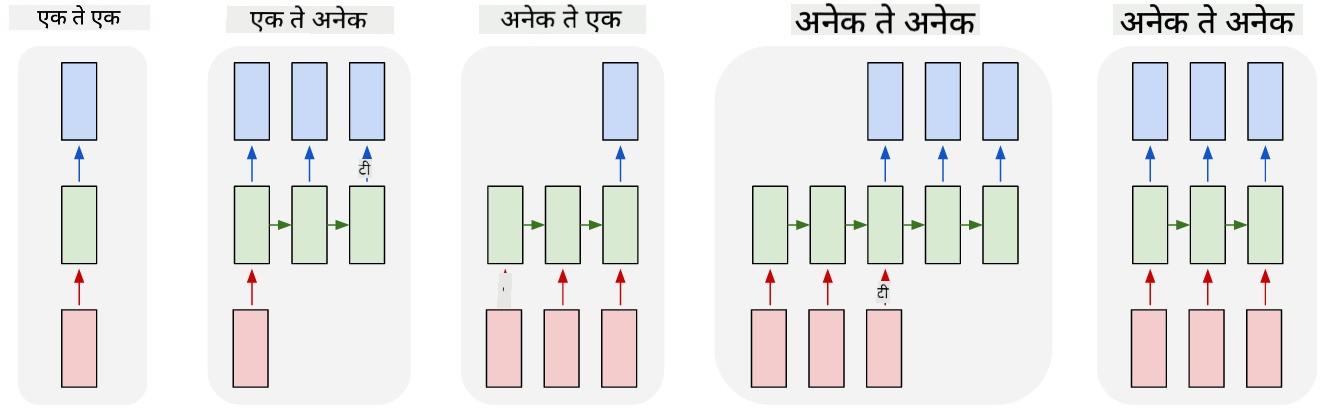 एक ते एक
एक ते अनेक
अनेक ते एक
अनेक ते अनेक
अनेक ते अनेक
टी
टी